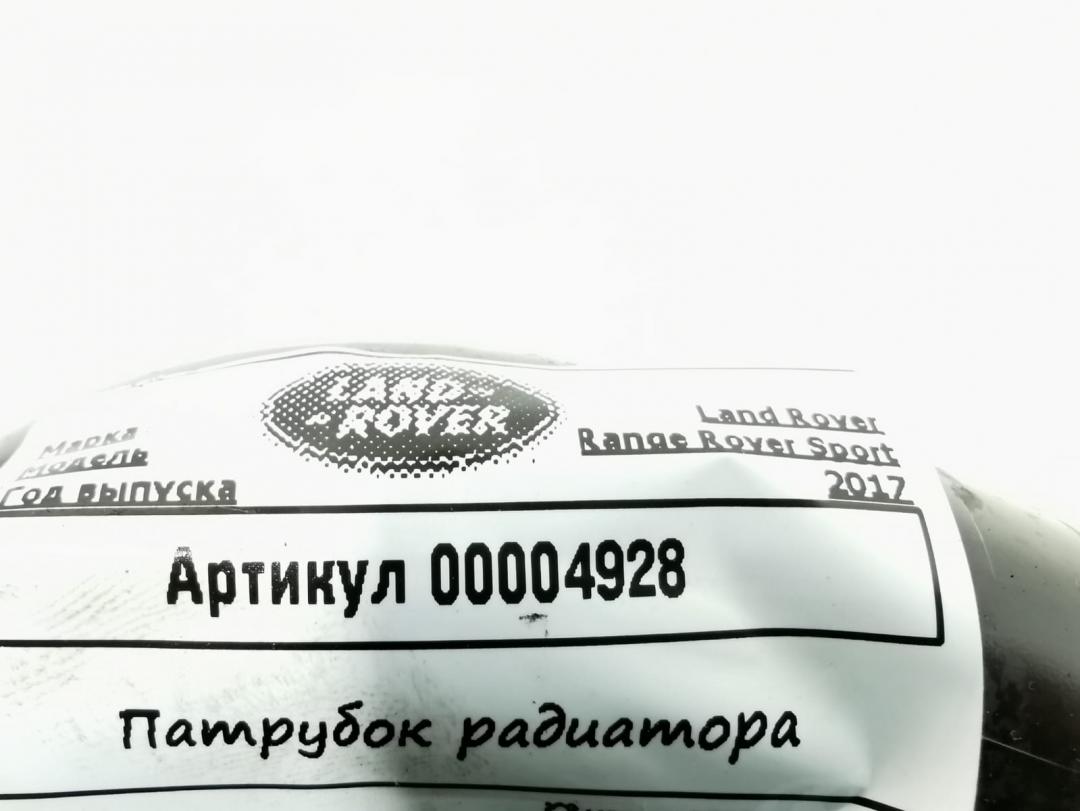 LAND
ROVER
Марка
Land Rover
Модель
Range Rover Sport
Год выпуска
2017
Артикул 00004928
Патрубок радиатора